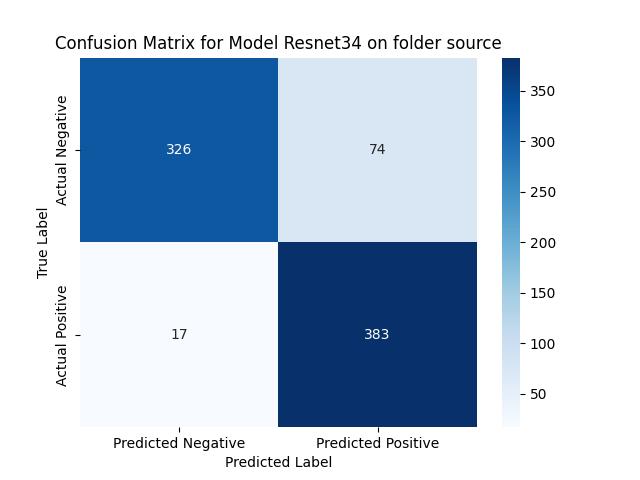 Confusion Matrix for Model Resnet34 on folder source
True Label
Actual Negative
326
74
Actual Positive
17
383
Predicted Negative
Predicted Positive
Predicted Label
350
300
250
200
150
100
50